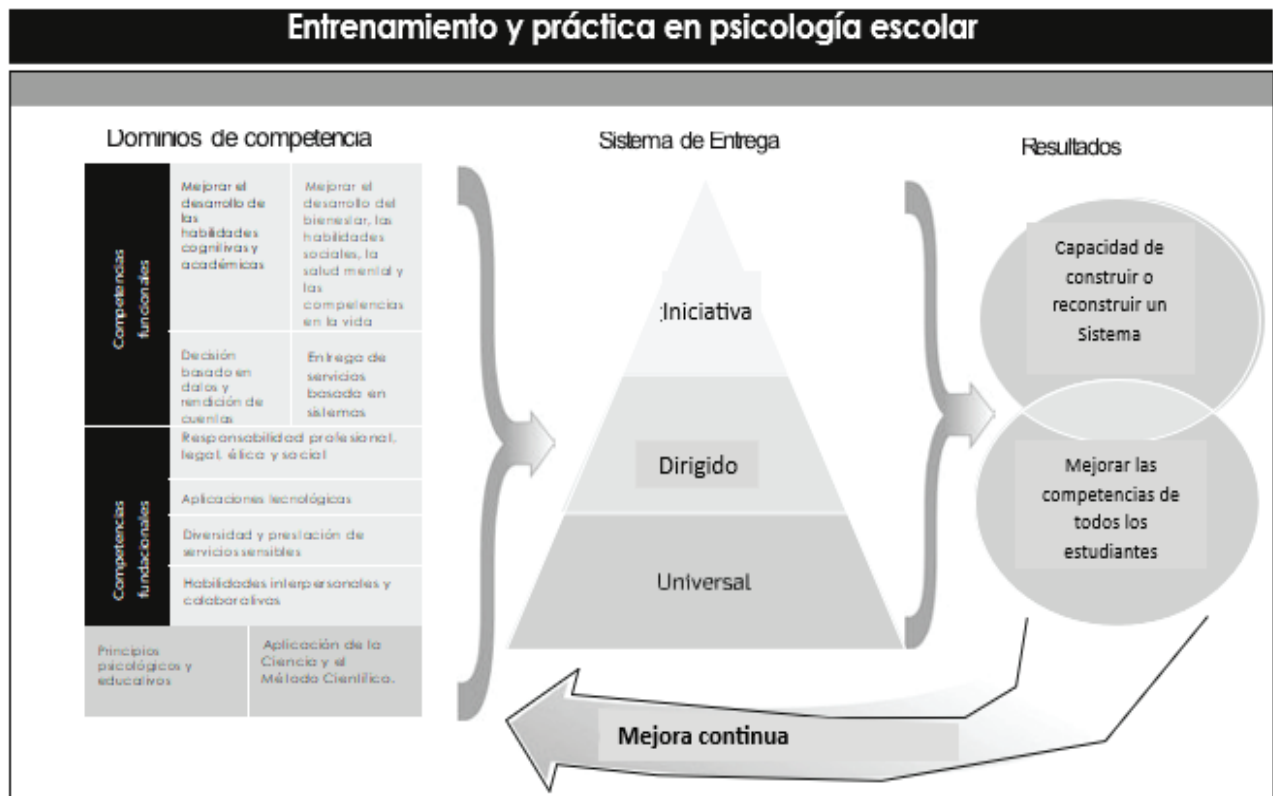 Entrenamiento y práctica en psicología escolar
Dominios de competencia
Competencias
funcionales
Mejorar el
desarrollo de
las
habilidades
cognitivas y
académicas
Mejorar el
desarrollo del
bienestar, las
habilidades
sociales, la
salud mental y
las
competencias
en la vida
Decisión
basado en
datos y
rendición de
cuentas
Entrega de
servicios
basada en
sistemas
Competencias
fundacionales
Responsabilidad profesional,
legal, ética y social
Aplicaciones tecnológicas
Diversidad y prestación de
servicios sensibles
Habilidades interpersonales y
colaborativas
Principios
psicológicos y
educativos
Aplicación de la
Ciencia y el
Método Científico.
Sistema de Entrega
Iniciativa
Dirigido
Universal
Resultados
Capacidad de
construir o
reconstruir un
Sistema
Mejorar las
competencias de
todos los
estudiantes
Mejora continua